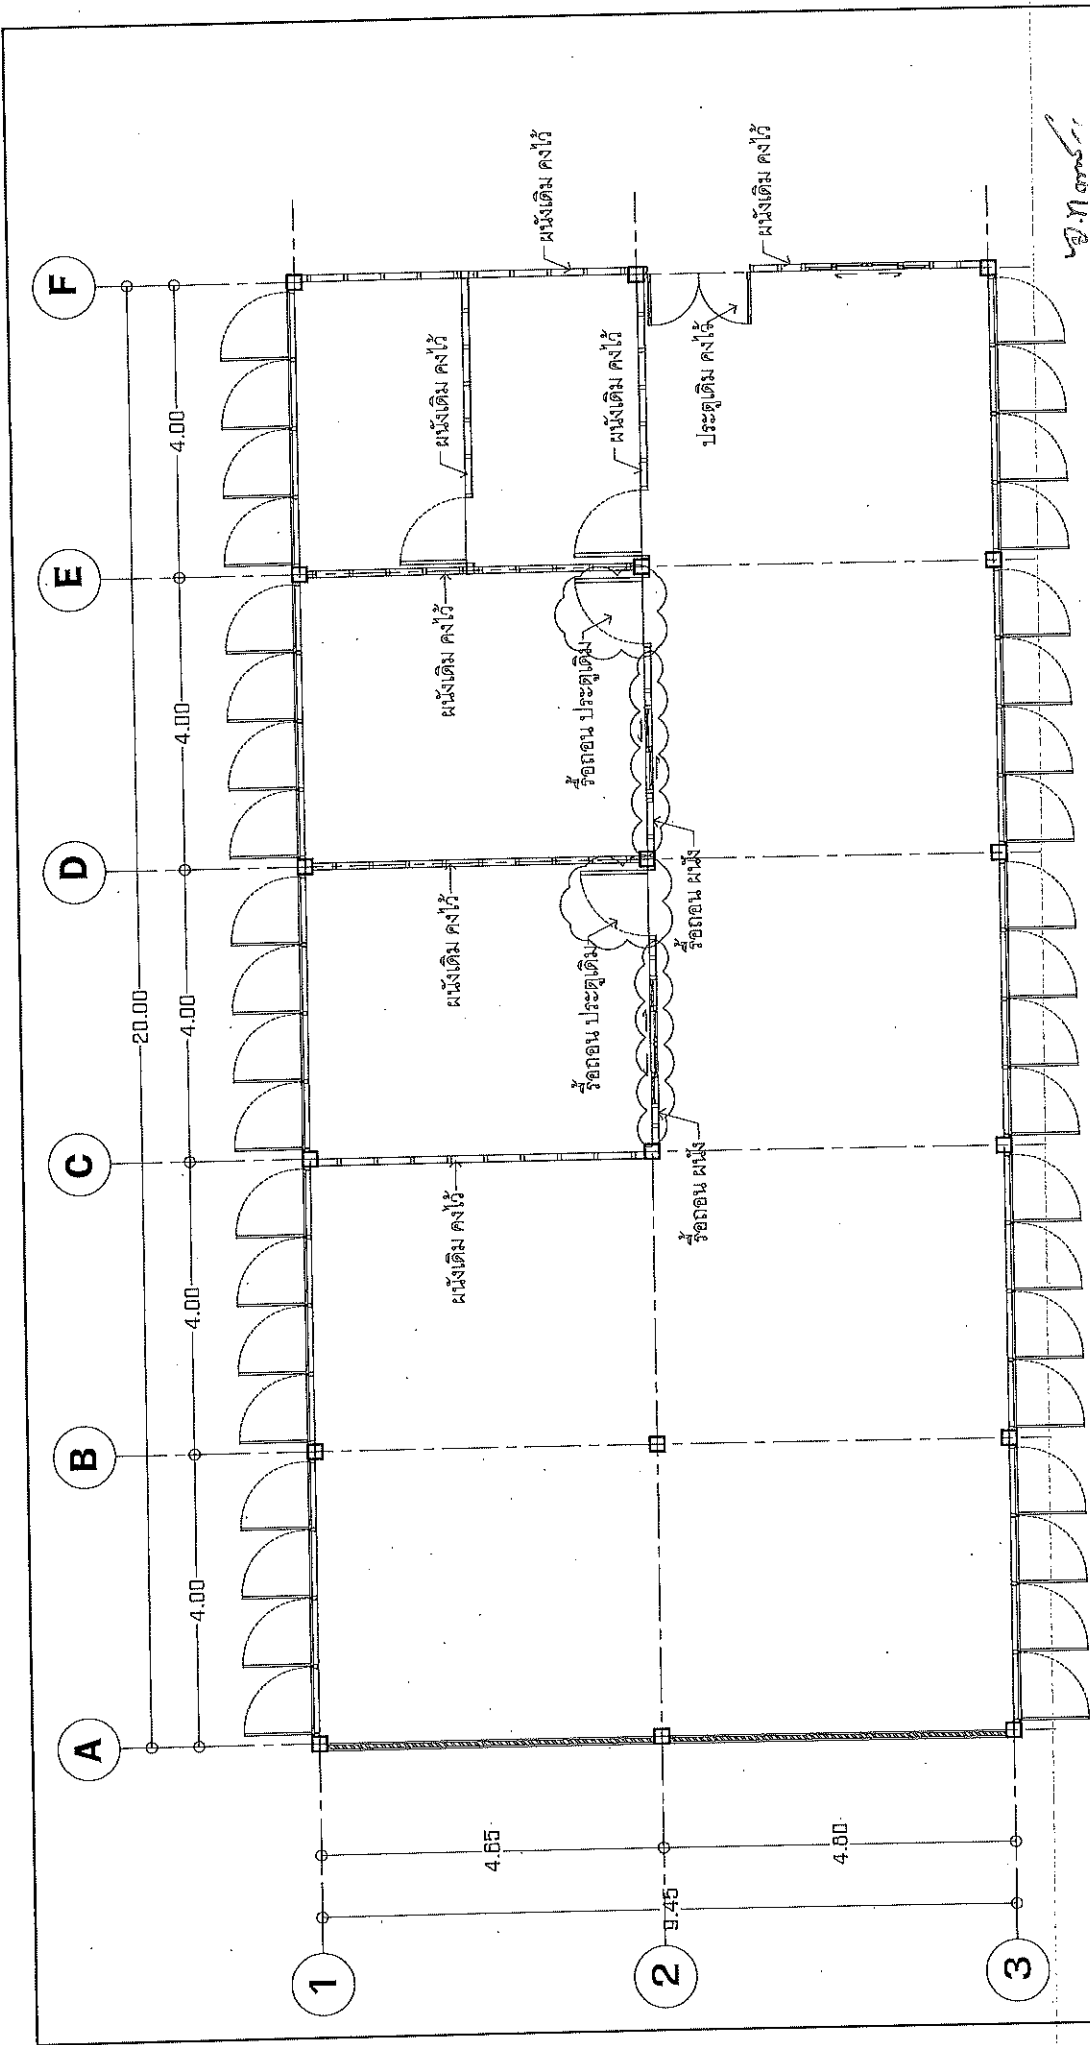 A
B
C
D
E
F
20.00
4.00
4.00
4.00
4.00
4.00
1
2
3
4.65
4.80
9.45
ผนังเดิม คงไว้
ผนังเดิม คงไว้
ผนังเดิม คงไว้
ผนังเดิม คงไว้
ผนังเดิม คงไว้
ผนังเดิม คงไว้
ผนังเดิม คงไว้
ประตูเดิม คงไว้
รื้อถอน ประตูเดิม
รื้อถอน ประตูเดิม
รื้อถอน ผนัง
รื้อถอน ผนัง